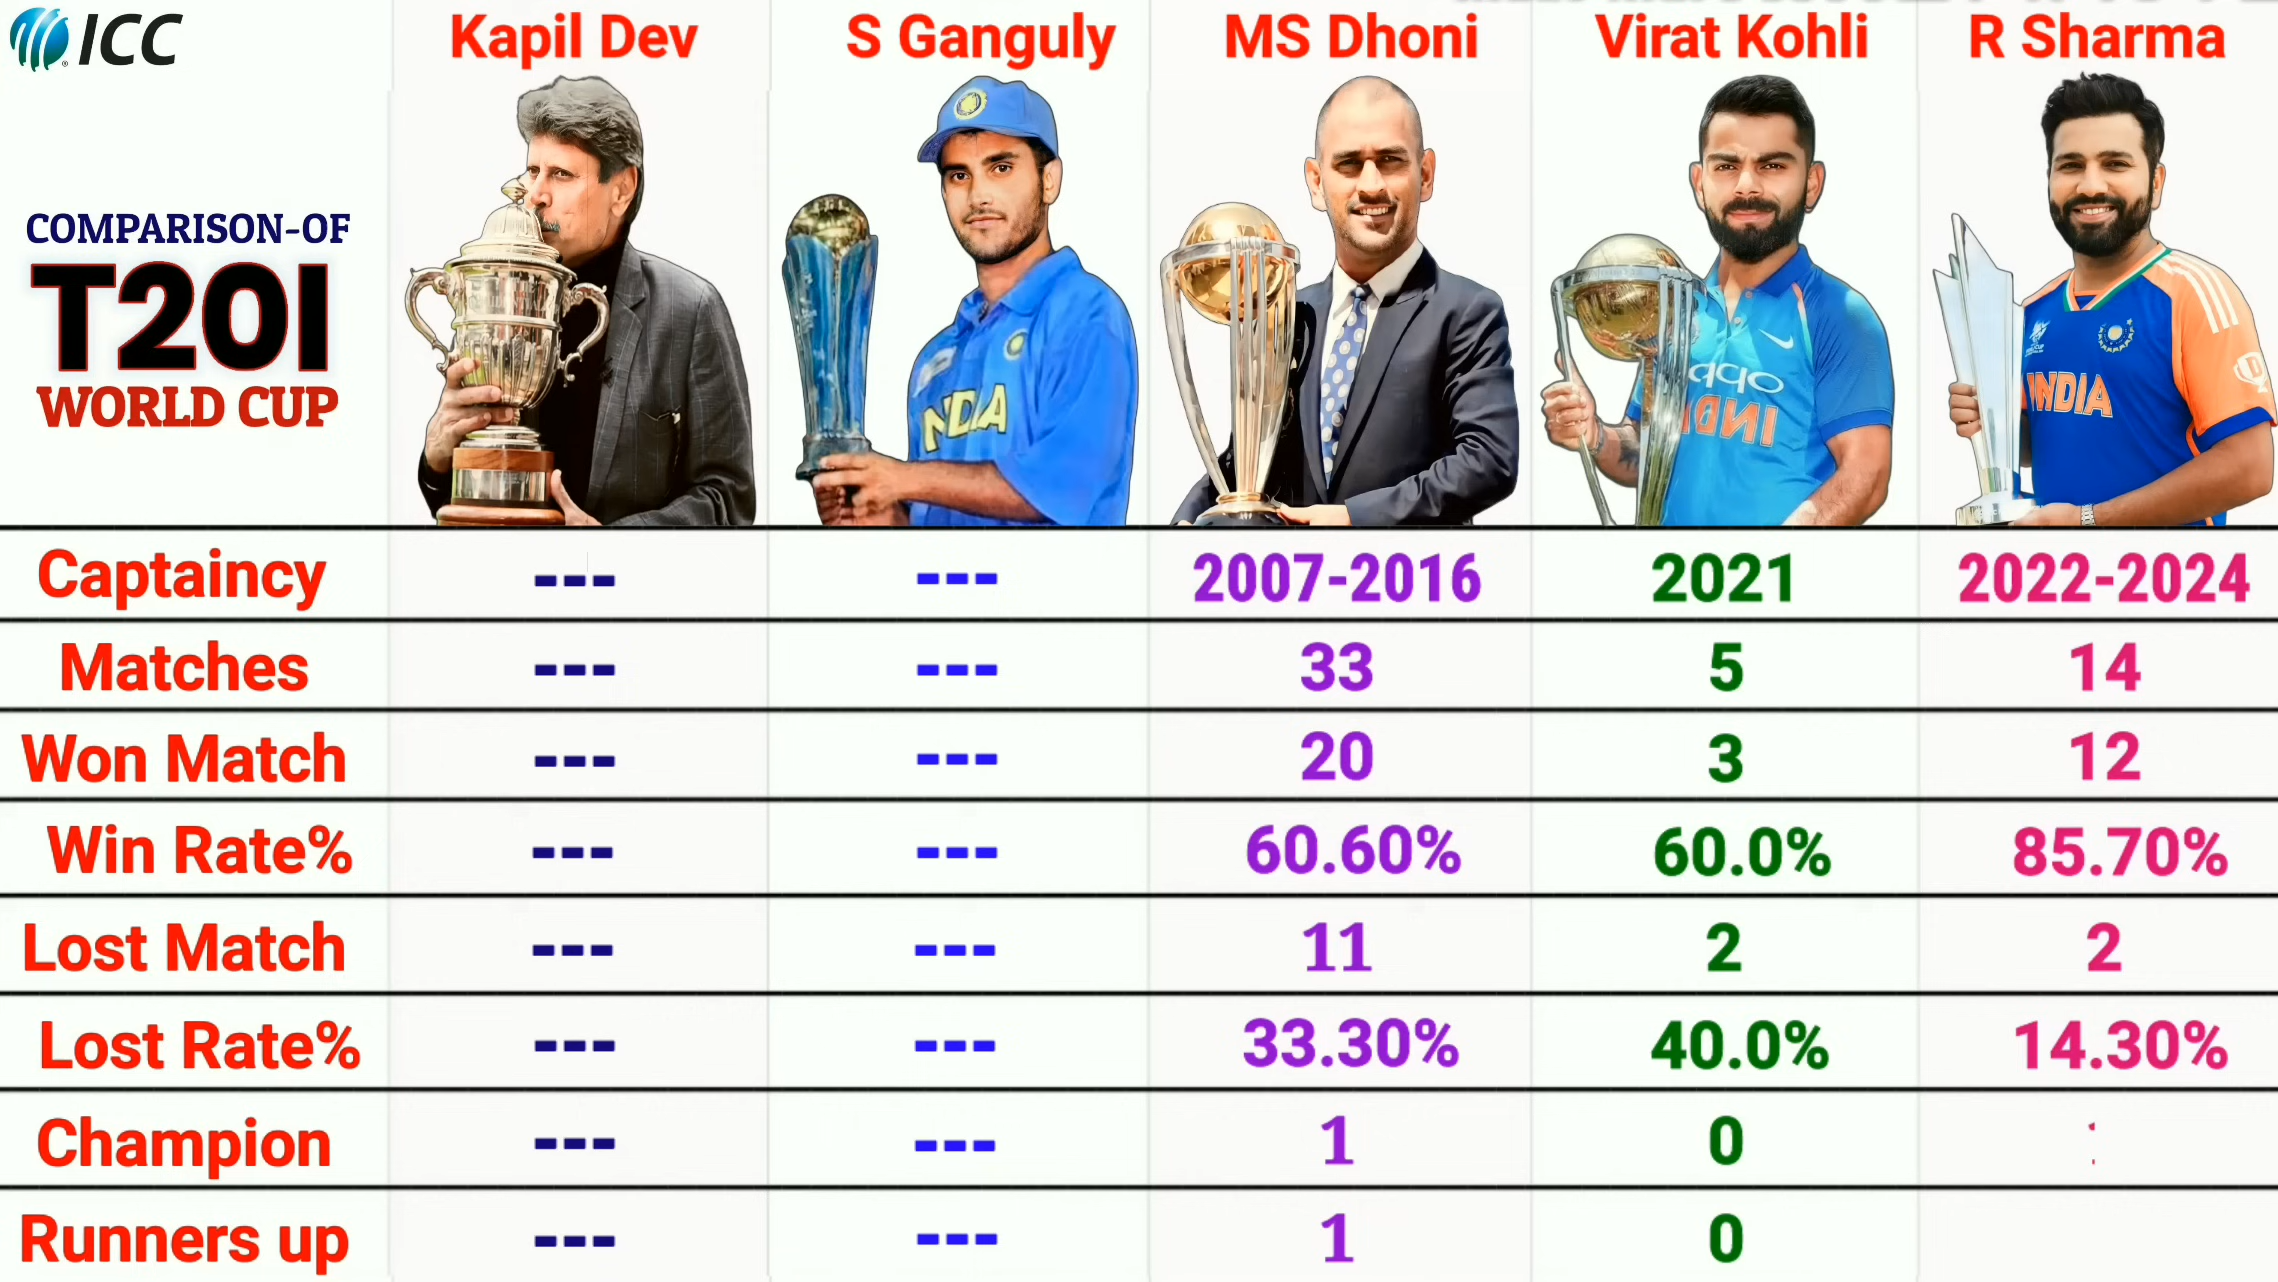 ICC
Kapil Dev S Ganguly MS Dhoni Virat Kohli R Sharma
COMPARISON-OF
T20I
WORLD CUP
INDIA
oppo
INDIA
INDIA
Captaincy --- --- 2007-2016 2021 2022-2024
Matches --- --- 33 5 14
Won Match --- --- 20 3 12
Win Rate% --- --- 60.60% 60.0% 85.70%
Lost Match --- --- 11 2 2
Lost Rate% --- --- 33.30% 40.0% 14.30%
Champion --- --- 1 0
Runners up --- --- 1 0